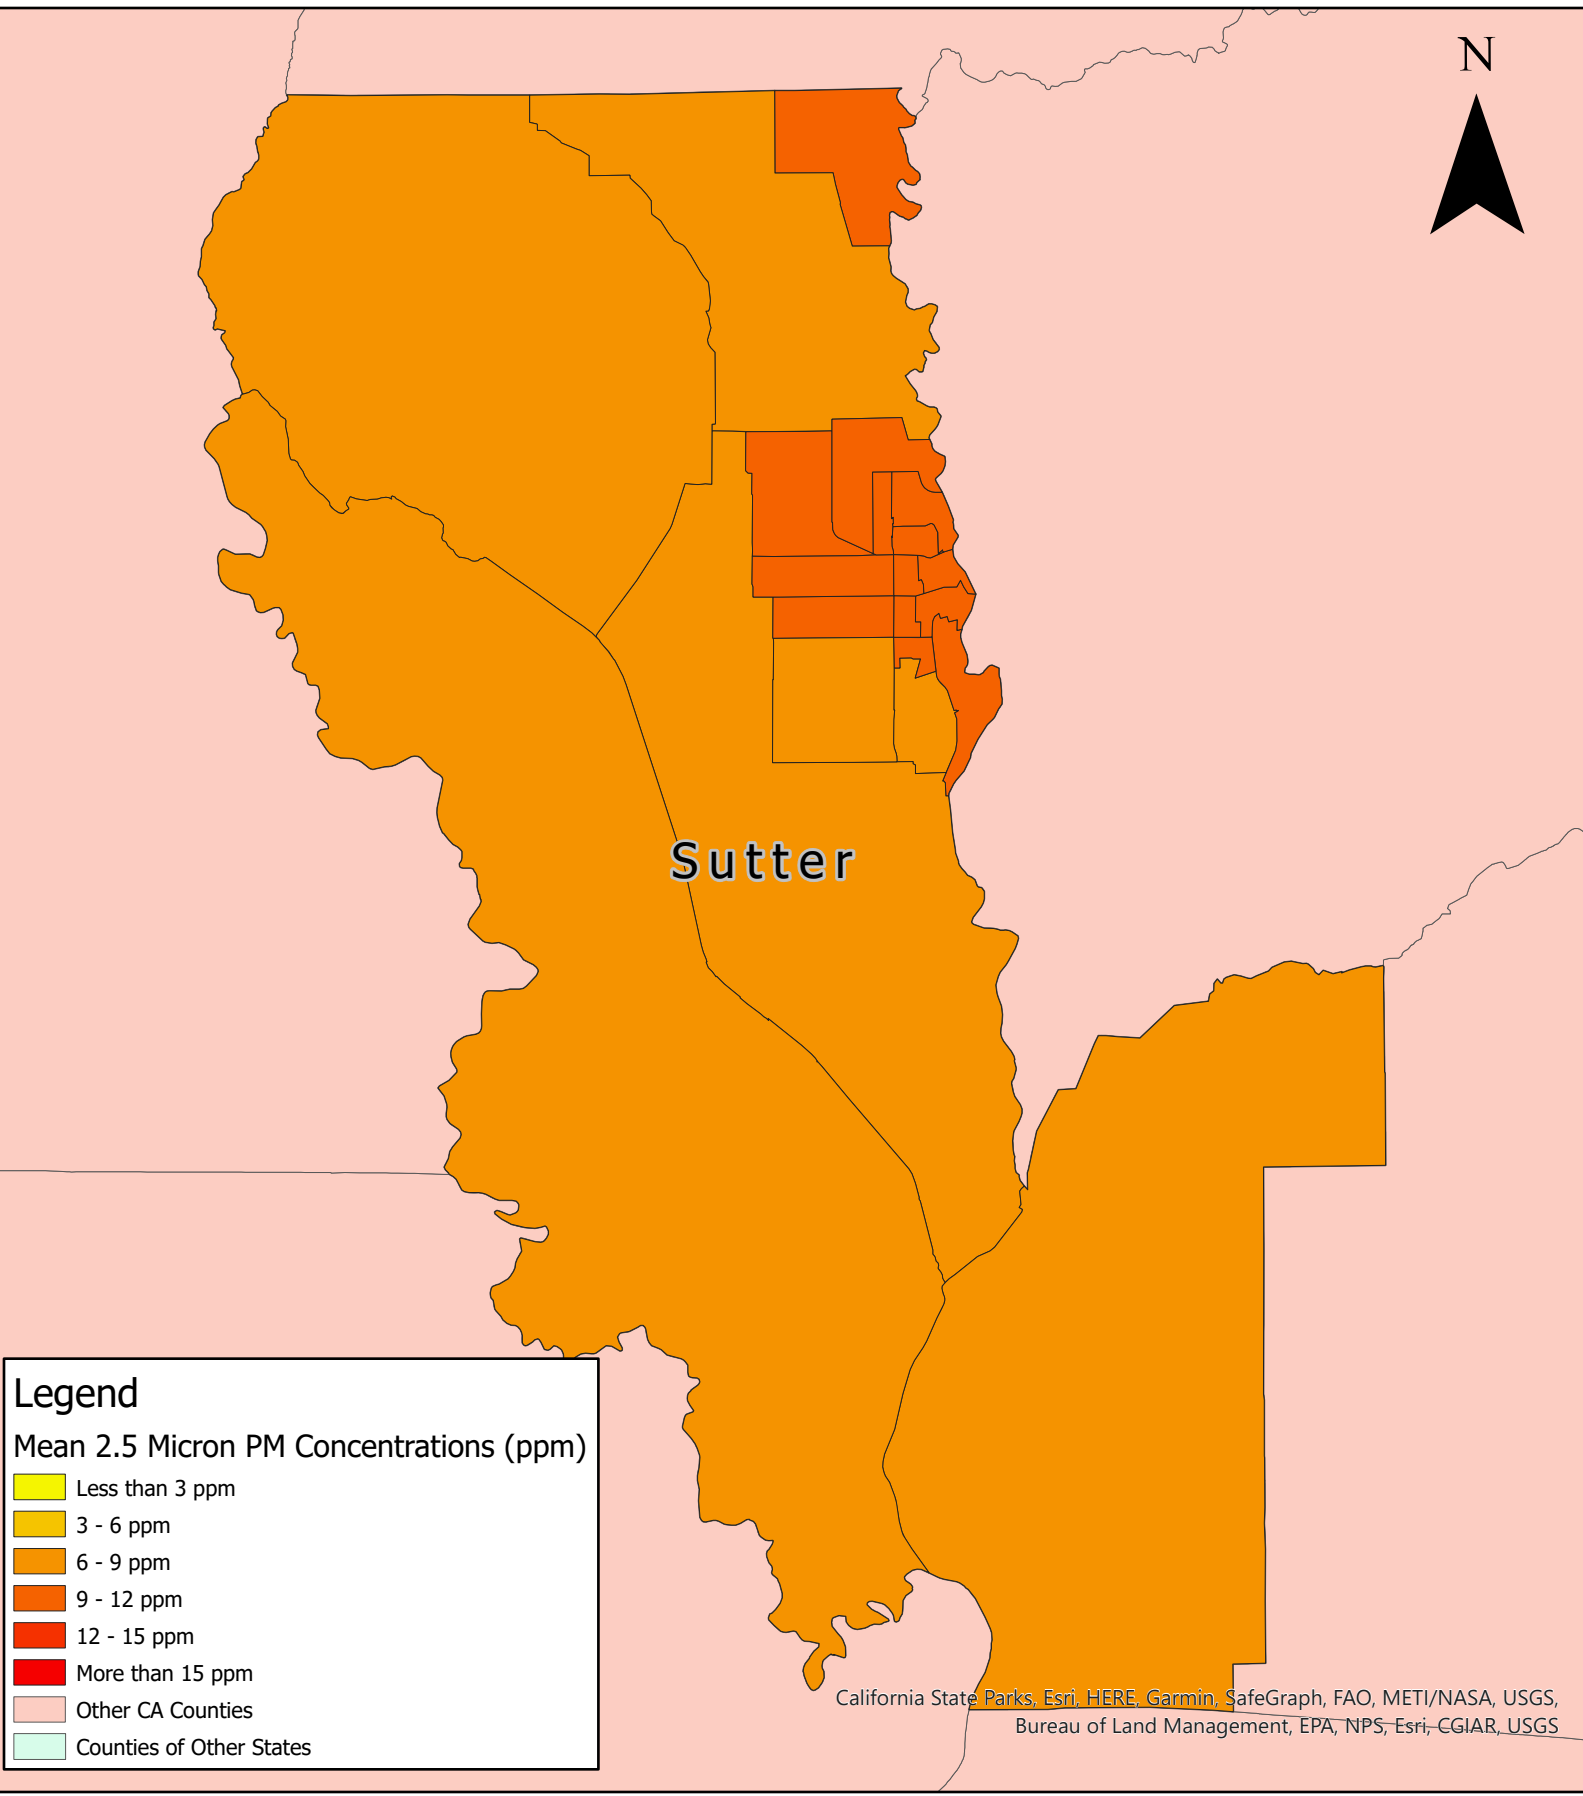 N
Sutter
Legend
Mean 2.5 Micron PM Concentrations (ppm)
Less than 3 ppm
3 - 6 ppm
6 - 9 ppm
9 - 12 ppm
12 - 15 ppm
More than 15 ppm
Other CA Counties
Counties of Other States
California State Parks, Esri, HERE, Garmin, SafeGraph, FAO, METI/NASA, USGS,
Bureau of Land Management, EPA, NPS, Esri, CGIAR, USGS